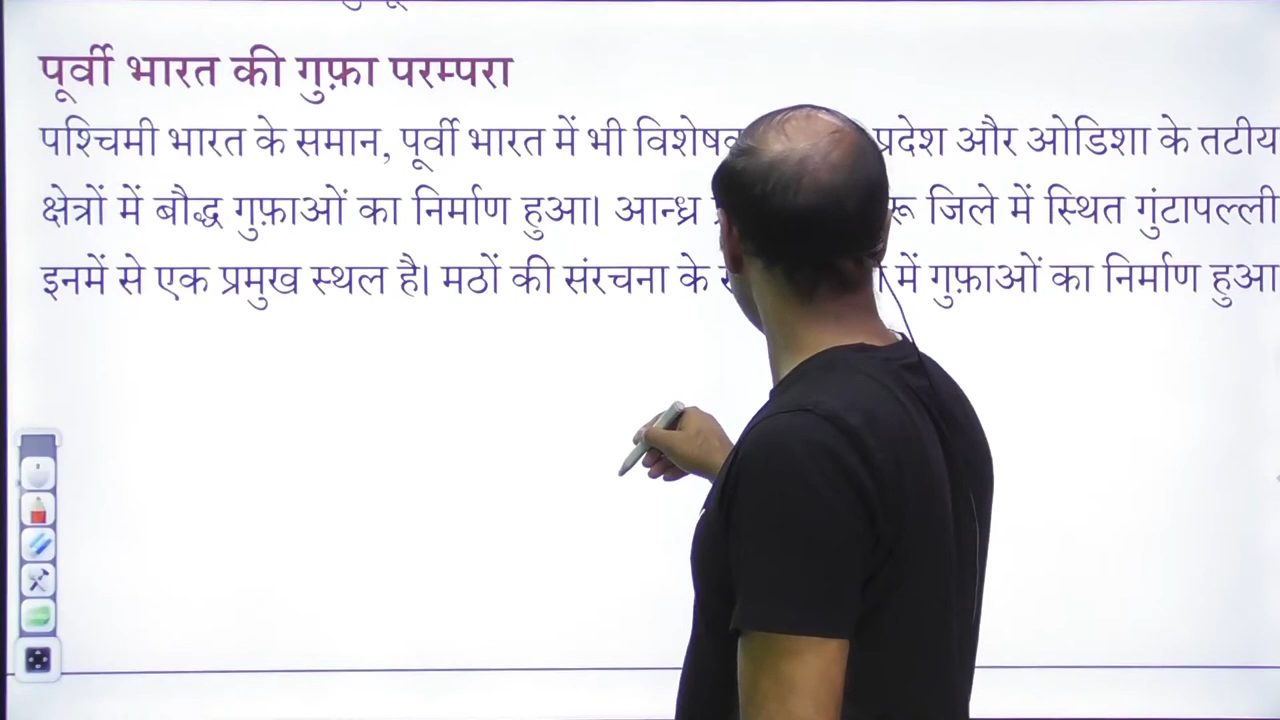 पूर्वी भारत की गुफ़ा परम्परा
पश्चिमी भारत के समान, पूर्वी भारत में भी प्रदेश और ओडिशा के तटीय
क्षेत्रों में बौद्ध गुफ़ाओं का निर्माण हुआ। आन्ध्र जिले में स्थित गुंटापल्ली
इनमें से एक प्रमुख स्थल है। मठों की संरचना के में गुफ़ाओं का निर्माण हुआ